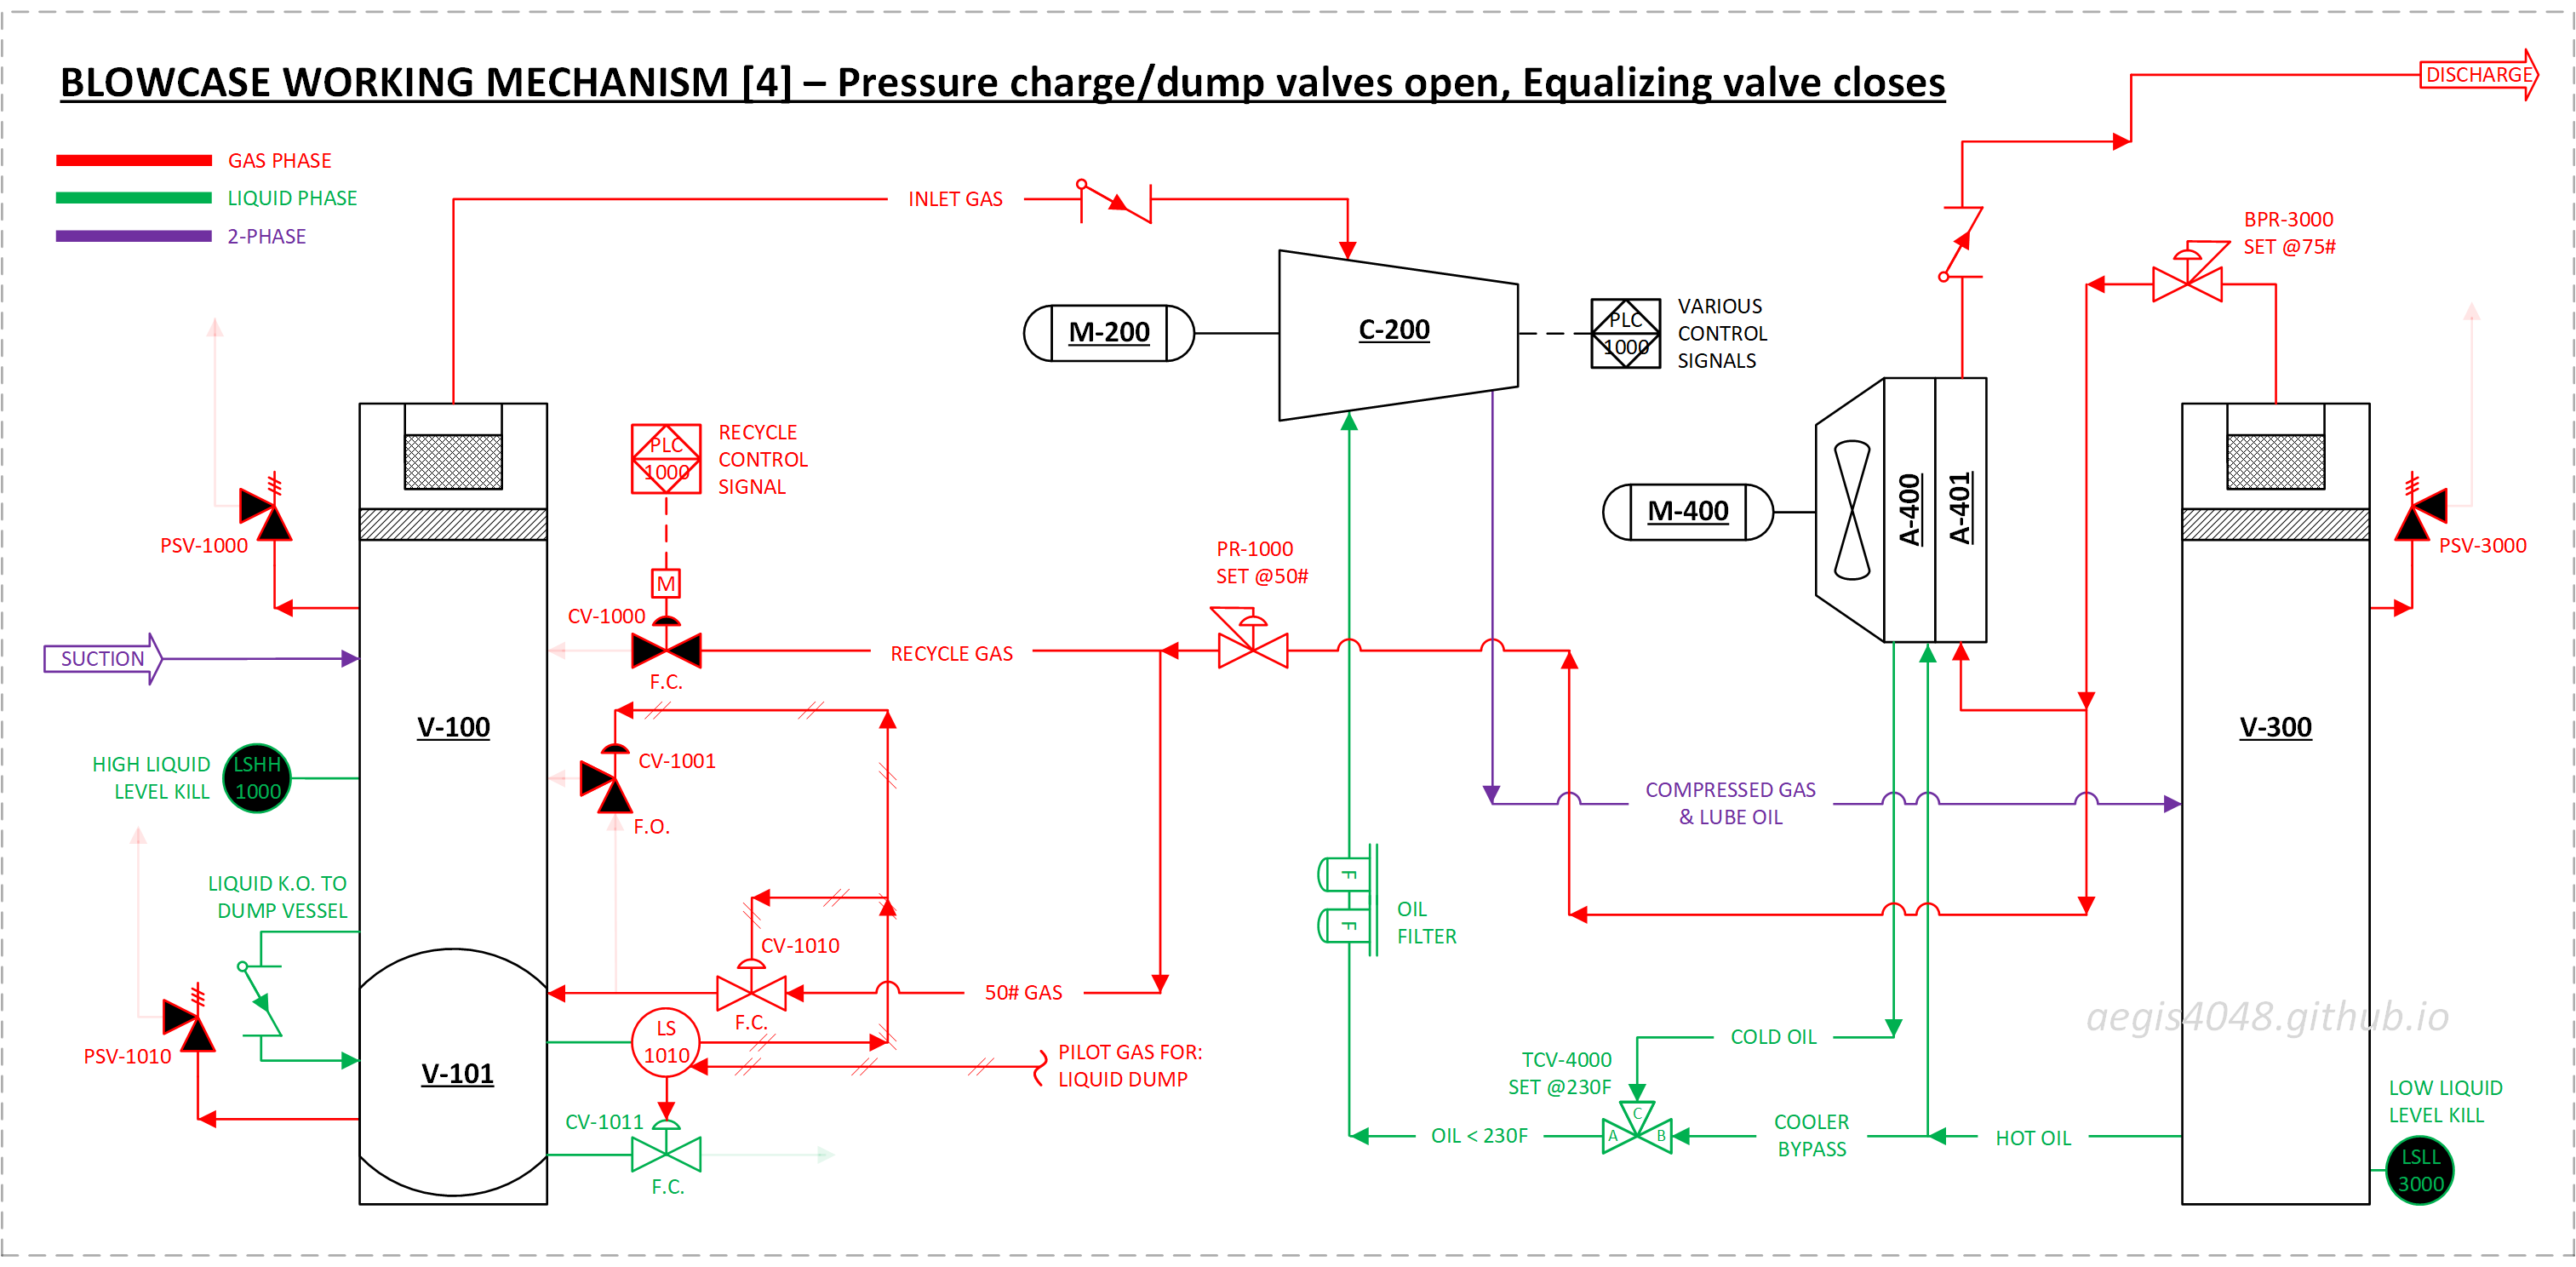 BLOWCASE WORKING MECHANISM [4] – Pressure charge/dump valves open, Equalizing valve closes
DISCHARGE
GAS PHASE
LIQUID PHASE
2-PHASE
INLET GAS
BPR-3000
SET @75#
M-200
C-200
PLC
1000
VARIOUS
CONTROL
SIGNALS
PLC
1000
RECYCLE
CONTROL
SIGNAL
M-400
A-400
A-401
PSV-1000
PSV-3000
PR-1000
SET @50#
M
CV-1000
F.C.
RECYCLE GAS
SUCTION
V-100
V-300
HIGH LIQUID
LEVEL KILL
LSHH
1000
CV-1001
F.O.
COMPRESSED GAS
& LUBE OIL
LIQUID K.O. TO
DUMP VESSEL
F
F
OIL
FILTER
CV-1010
F.C.
50# GAS
LS
1010
PILOT GAS FOR:
LIQUID DUMP
PSV-1010
V-101
CV-1011
F.C.
COLD OIL
TCV-4000
SET @230F
C
A
B
OIL < 230F
COOLER
BYPASS
HOT OIL
aegis4048.github.io
LOW LIQUID
LEVEL KILL
LSLL
3000